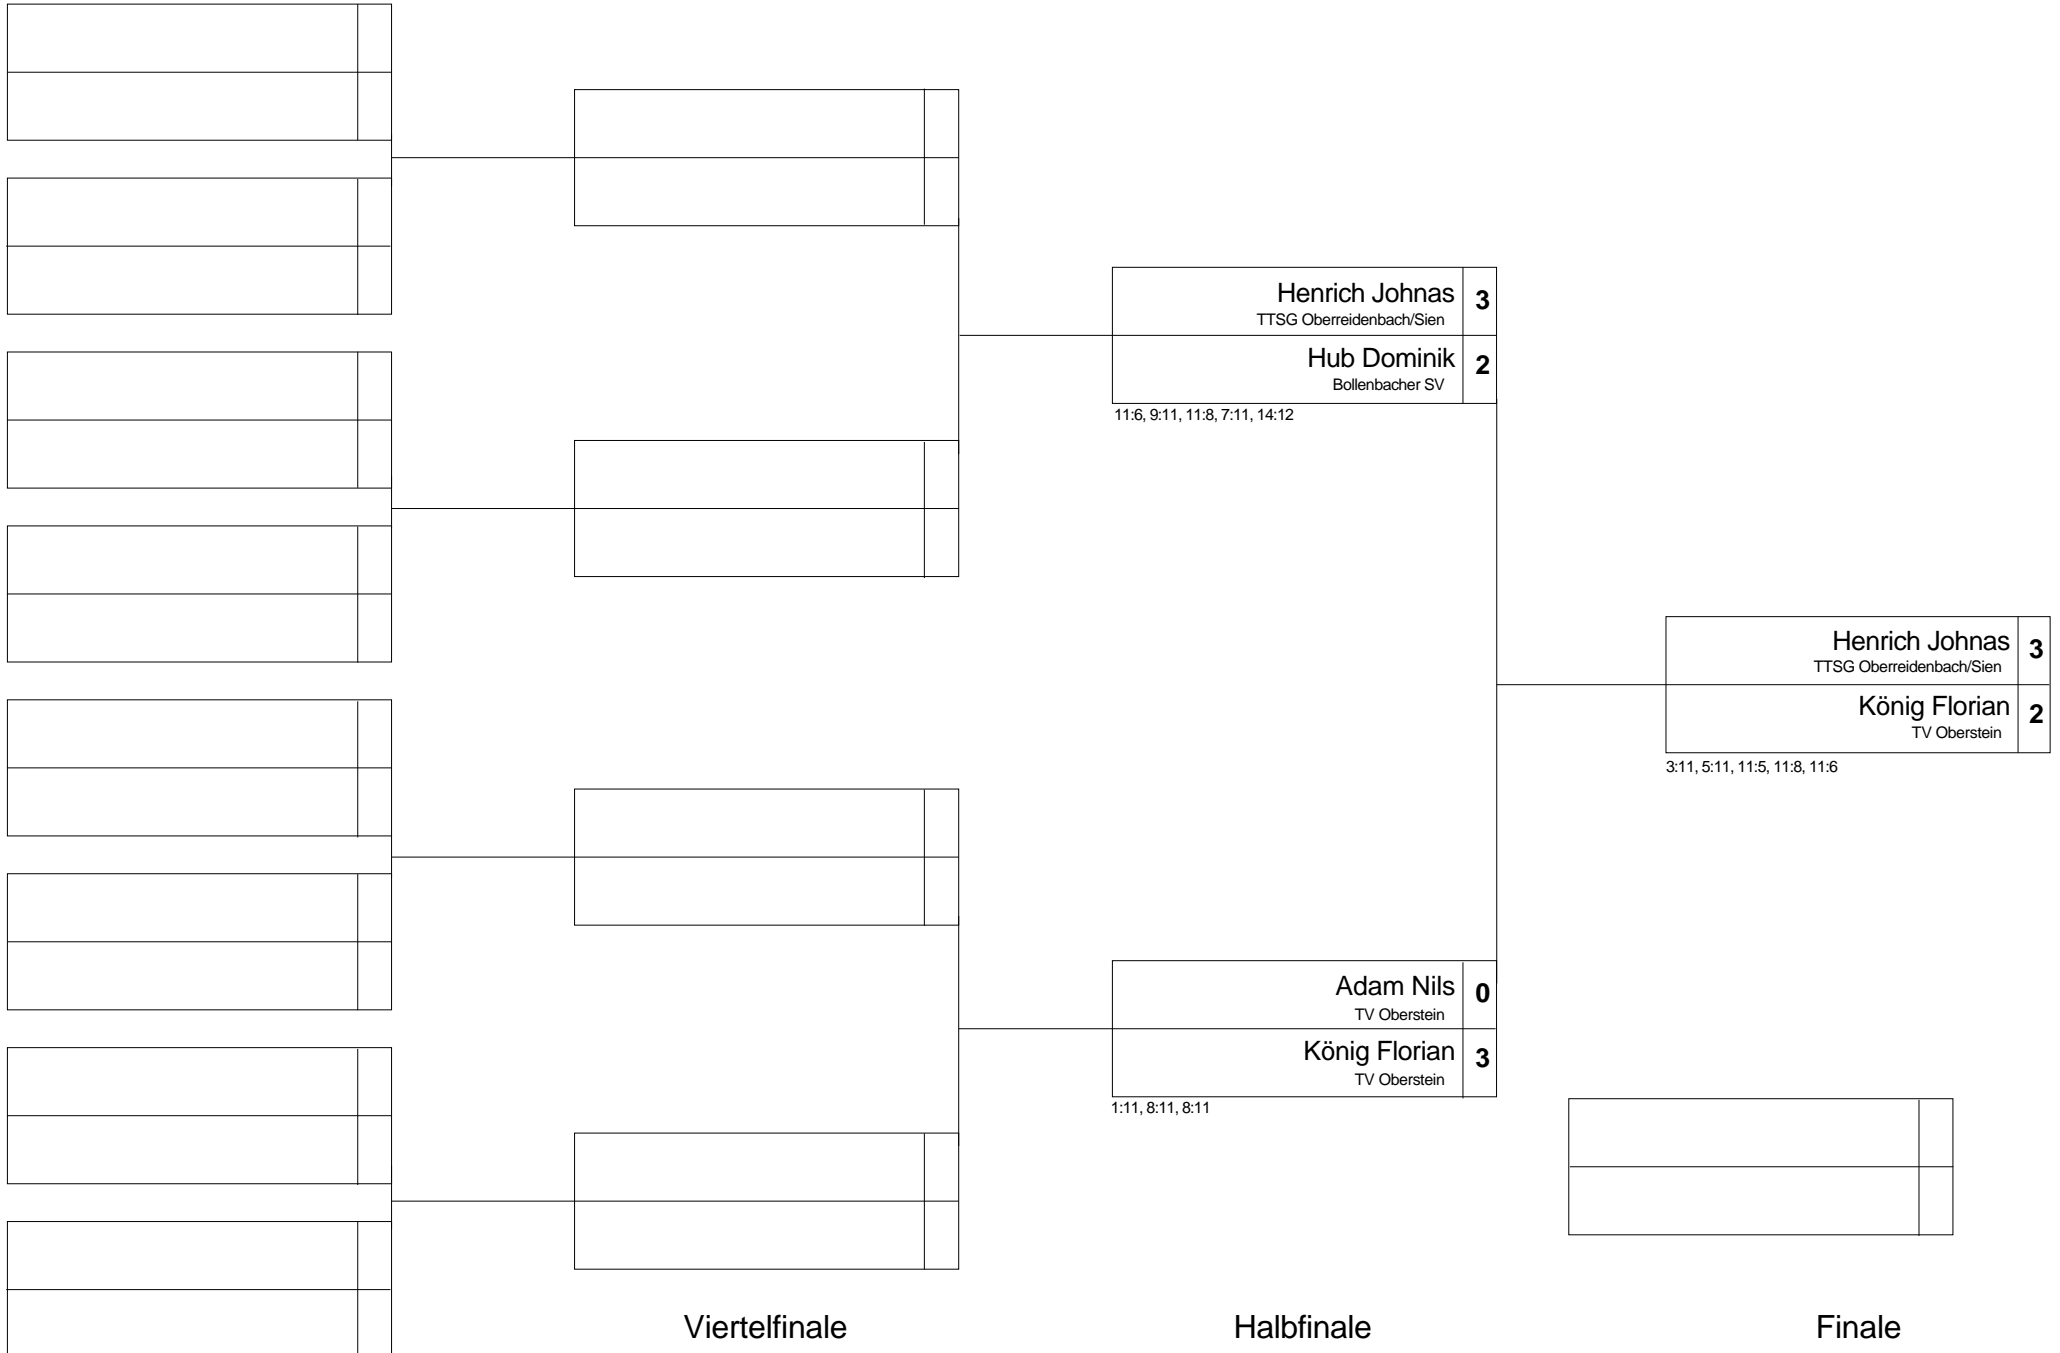 Henrich Johnas 3
TTSG Oberreidenbach/Sien
Hub Dominik 2
Bollenbacher SV
11:6, 9:11, 11:8, 7:11, 14:12
Henrich Johnas 3
TTSG Oberreidenbach/Sien
König Florian 2
TV Oberstein
3:11, 5:11, 11:5, 11:8, 11:6
Adam Nils 0
TV Oberstein
König Florian 3
TV Oberstein
1:11, 8:11, 8:11
Viertelfinale Halbfinale Finale